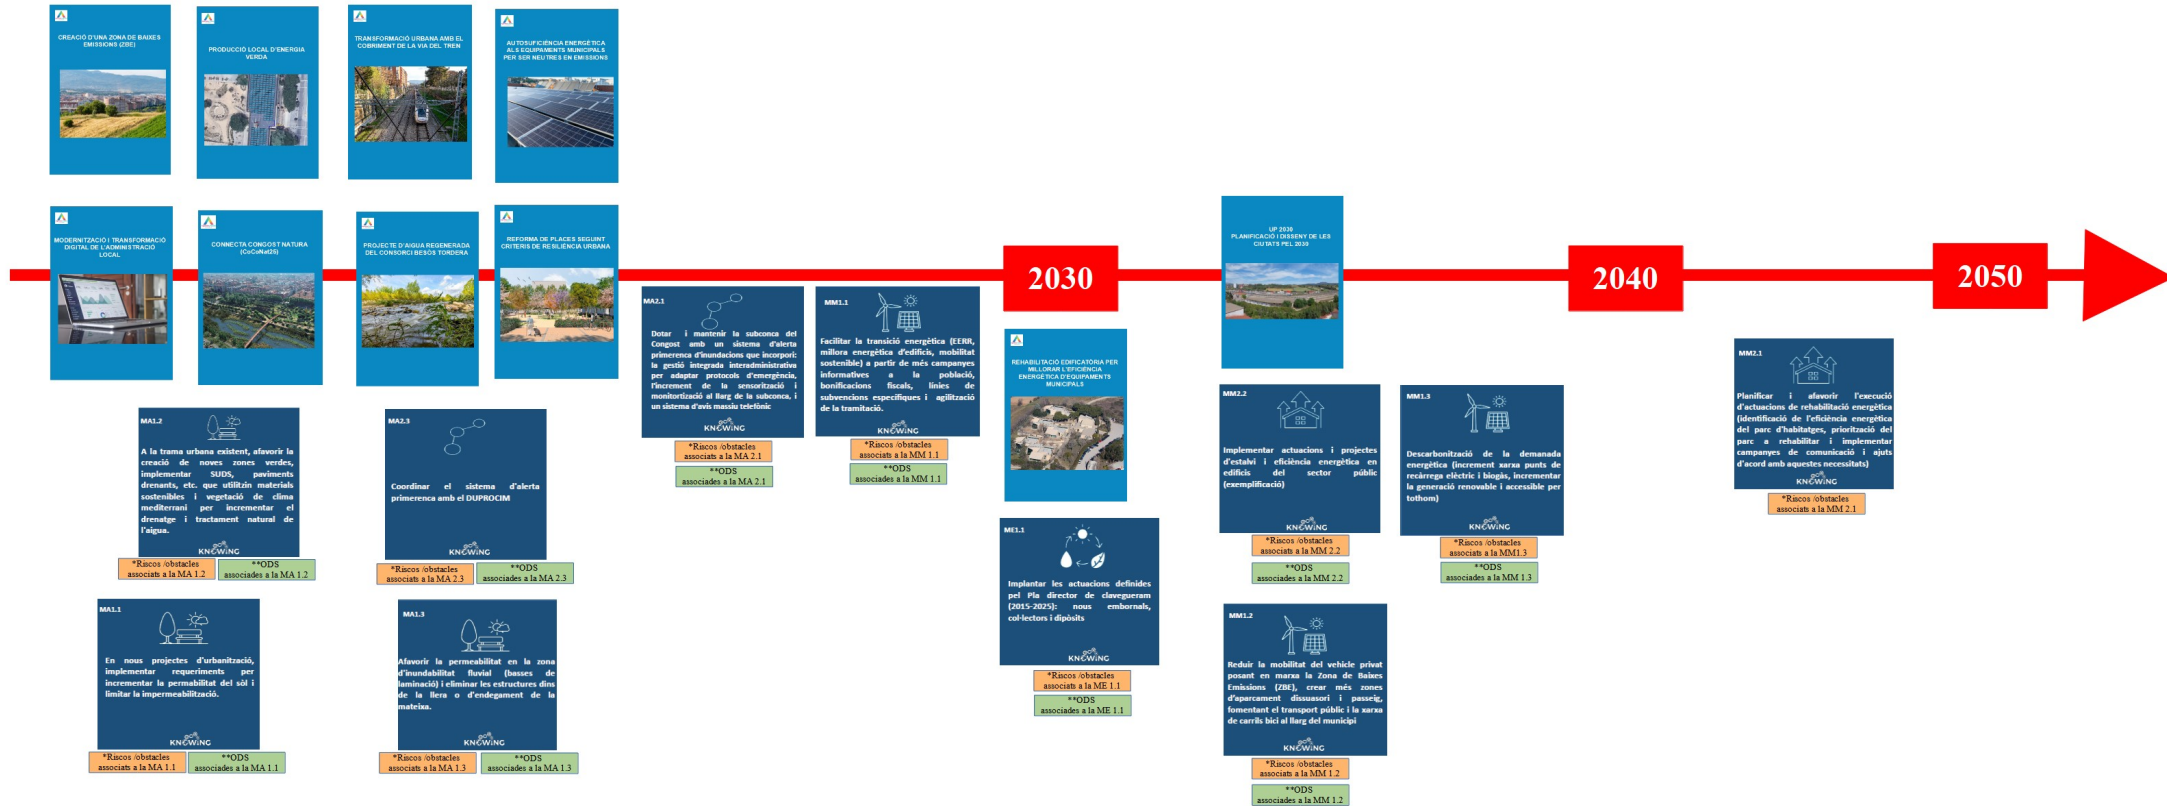 CREACIÓ D'UNA ZONA DE BAIXES
EMISSIONS (ZBE)
PRODUCCIÓ LOCAL D'ENERGIA
VERDA
TRANSFORMACIÓ URBANA AMB EL
COBRIMENT DE LA VIA DEL TREN
AUTOSUFICIÈNCIA ENERGÈTICA
ALS EQUIPAMENTS MUNICIPALS
PER SER NEUTRES EN EMISSIONS
MODERNITZACIÓ I TRANSFORMACIÓ
DIGITAL DE L'ADMINISTRACIÓ
LOCAL
CONNECTA CONGOST NATURA
(CoCoNat25)
PROJECTE D'AIGUA REGENERADA
DEL CONSORCI BESÒS TORDERA
REFORMA DE PLACES SEGUINT
CRITERIS DE RESILIÈNCIA URBANA
2030
UP 2030
PLANIFICACIÓ I DISSENY DE LES
CIUTATS PEL 2030
2040
2050
MA2.1
Dotar i mantenir la subconca del
Congost amb un sistema d'alerta
primerenca d'inundacions que incorpori:
la gestió integrada interadministrativa
per adaptar protocols d'emergència,
l'increment de la sensorització i
monitortizació al llarg de la subconca, i
un sistema d'avis massiu telefònic
KNOWING
*Riscos /obstacles
associats a la MA 2.1
**ODS
associades a la MA 2.1
MM1.1
Facilitar la transició energètica (EERR,
millora energètica d'edificis, mobilitat
sostenible) a partir de més campanyes
informatives a la població,
bonificacions fiscals, línies de
subvencions específiques i agilització
de la tramitació.
KNOWING
*Riscos /obstacles
associats a la MM 1.1
**ODS
associades a la MM 1.1
REHABILITACIÓ EDIFICATÒRIA PER
MILLORAR L'EFICIÈNCIA
ENERGÈTICA D'EQUIPAMENTS
MUNICIPALS
MM2.1
Planificar i afavorir l'execució
d'actuacions de rehabilitació energètica
(identificació de l'eficiència energètica
del parc d'habitatges, priorització del
parc a rehabilitar i implementar
campanyes de comunicació i ajuts
d'acord amb aquestes necessitats)
KNOWING
*Riscos /obstacles
associats a la MM 2.1
MA1.2
A la trama urbana existent, afavorir la
creació de noves zones verdes,
implementar SUDS, paviments
drenants, etc. que utilitzin materials
sostenibles i vegetació de clima
mediterrani per incrementar el
drenatge i tractament natural de
l'aigua.
KNOWING
*Riscos /obstacles
associats a la MA 1.2
**ODS
associades a la MA 1.2
MA2.3
Coordinar el sistema d'alerta
primerenca amb el DUPROCIM
KNOWING
*Riscos /obstacles
associats a la MA 2.3
**ODS
associades a la MA 2.3
MM2.2
Implementar actuacions i projectes
d'estalvi i eficiència energètica en
edificis del sector públic
(exemplificació)
KNOWING
*Riscos /obstacles
associats a la MM 2.2
**ODS
associades a la MM 2.2
MM1.3
Descarbonització de la demanada
energètica (increment xarxa punts de
recàrrega elèctric i biogàs, incrementar
la generació renovable i accessible per
tothom)
KNOWING
*Riscos /obstacles
associats a la MM1.3
**ODS
associades a la MM 1.3
ME1.1
Implantar les actuacions definides
pel Pla director de clavegueram
(2015-2025): nous embornals,
col·lectors i dipòsits
KNOWING
*Riscos /obstacles
associats a la ME 1.1
**ODS
associades a la ME 1.1
MA1.1
En nous projectes d'urbanització,
implementar requeriments per
incrementar la permabilitat del sòl i
limitar la impermeabilització.
KNOWING
*Riscos /obstacles
associats a la MA 1.1
**ODS
associades a la MA 1.1
MA1.3
Afavorir la permeabilitat en la zona
d'inundabilitat fluvial (basses de
laminació) i eliminar les estructures dins
de la llera o d'endegament de la
mateixa.
KNOWING
*Riscos /obstacles
associats a la MA 1.3
**ODS
associades a la MA 1.3
MM1.2
Reduir la mobilitat del vehicle privat
posant en marxa la Zona de Baixes
Emissions (ZBE), crear més zones
d'aparcament dissuasori i passeig,
fomentant el transport públic i la xarxa
de carrils bici al llarg del municipi
KNOWING
*Riscos /obstacles
associats a la MM 1.2
**ODS
associades a la MM 1.2